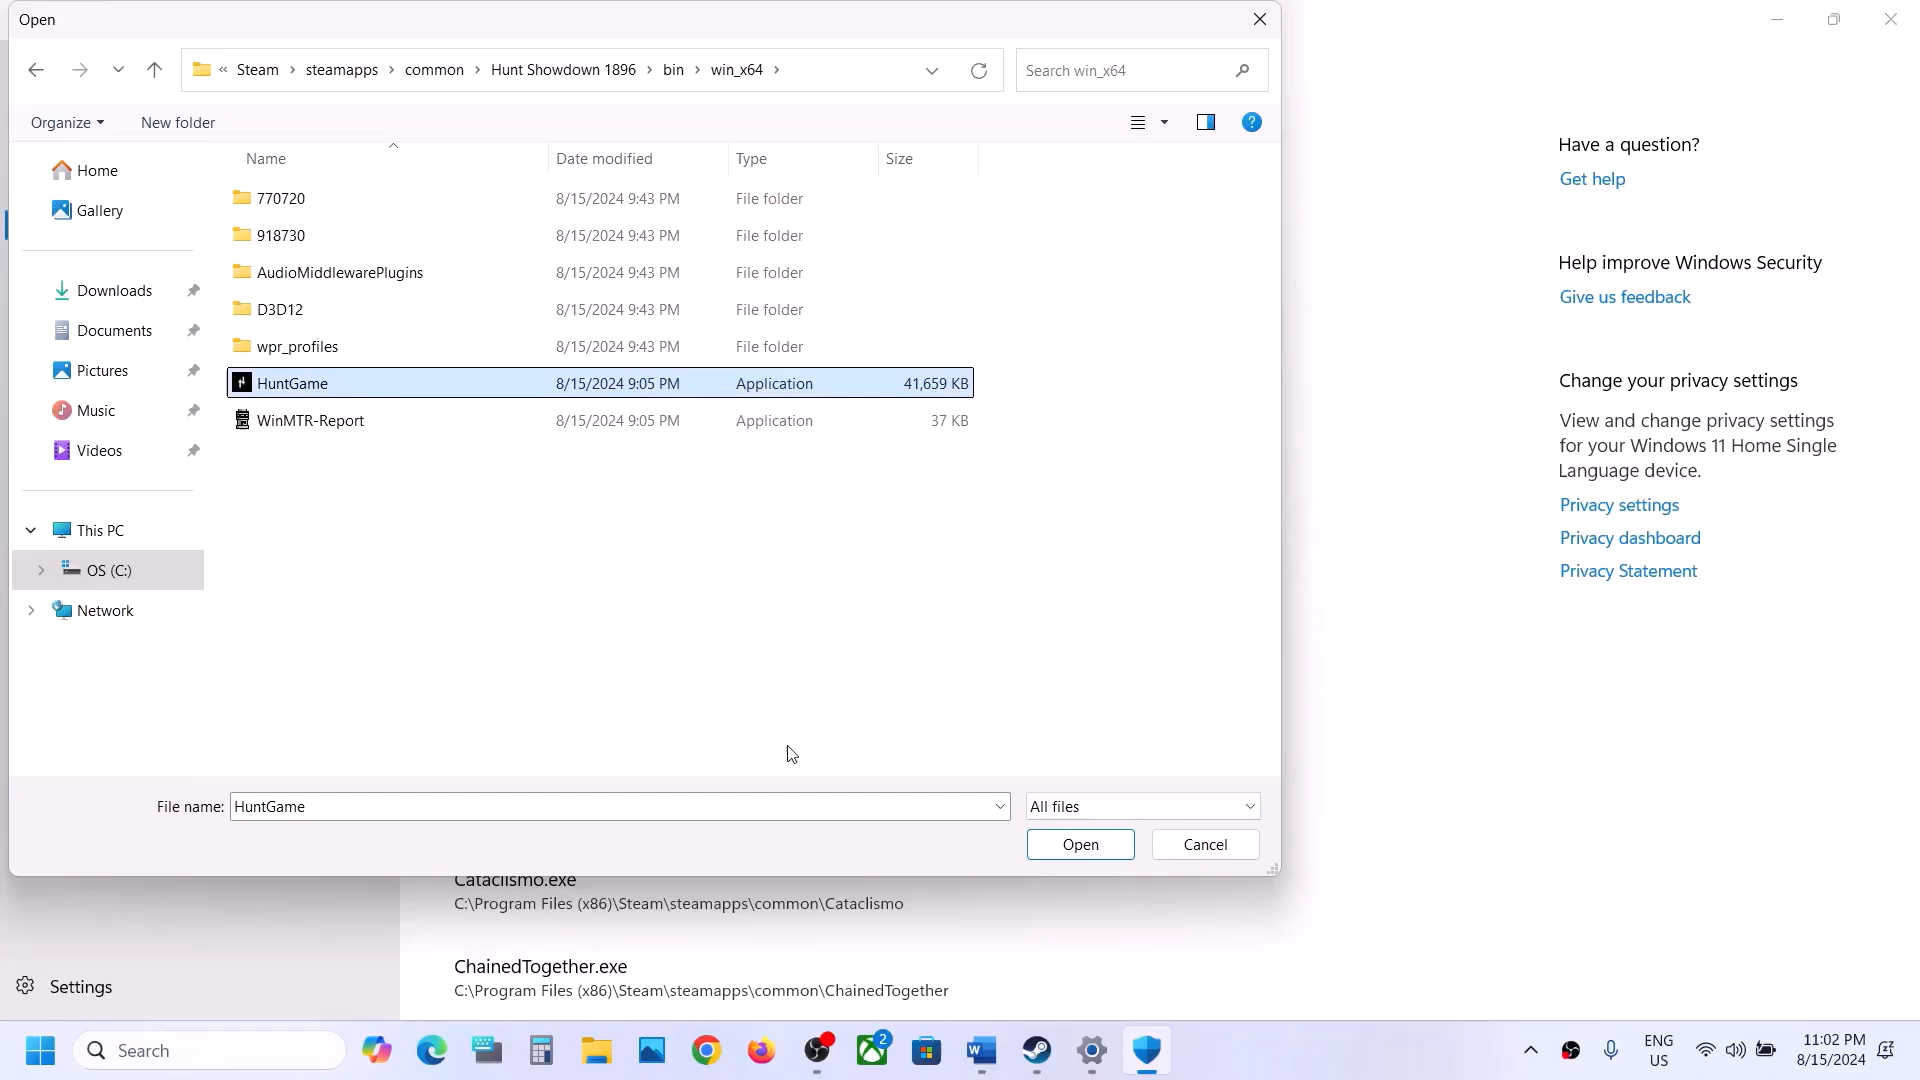 Open
« Steam > steamapps > common > Hunt Showdown 1896 > bin > win_x64 >
Search win_x64
Organize
New folder
Name
Date modified
Type
Size
Home
Gallery
Downloads
Documents
Pictures
Music
Videos
This PC
OS (C:)
Network
770720 8/15/2024 9:43 PM File folder
918730 8/15/2024 9:43 PM File folder
AudioMiddlewarePlugins 8/15/2024 9:43 PM File folder
D3D12 8/15/2024 9:43 PM File folder
wpr_profiles 8/15/2024 9:43 PM File folder
HuntGame 8/15/2024 9:05 PM Application 41,659 KB
WinMTR-Report 8/15/2024 9:05 PM Application 37 KB
File name: HuntGame
All files
Open
Cancel
Have a question?
Get help
Help improve Windows Security
Give us feedback
Change your privacy settings
View and change privacy settings
for your Windows 11 Home Single
Language device.
Privacy settings
Privacy dashboard
Privacy Statement
Cataclismo.exe
C:\Program Files (x86)\Steam\steamapps\common\Cataclismo
ChainedTogether.exe
C:\Program Files (x86)\Steam\steamapps\common\ChainedTogether
Settings
Search
2
ENG
US
11:02 PM
8/15/2024